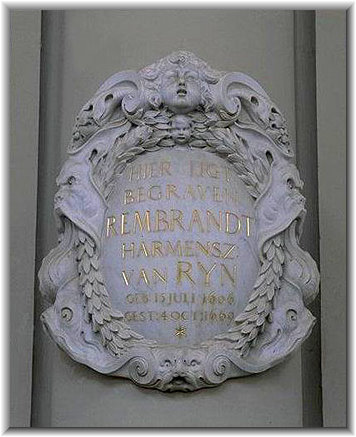 HIER LIGT
BEGRAVEN
REMBRANDT
HARMENSZ.
VAN RYN
GEB 15 JULI 1606
GEST: 4 OCT: 1669